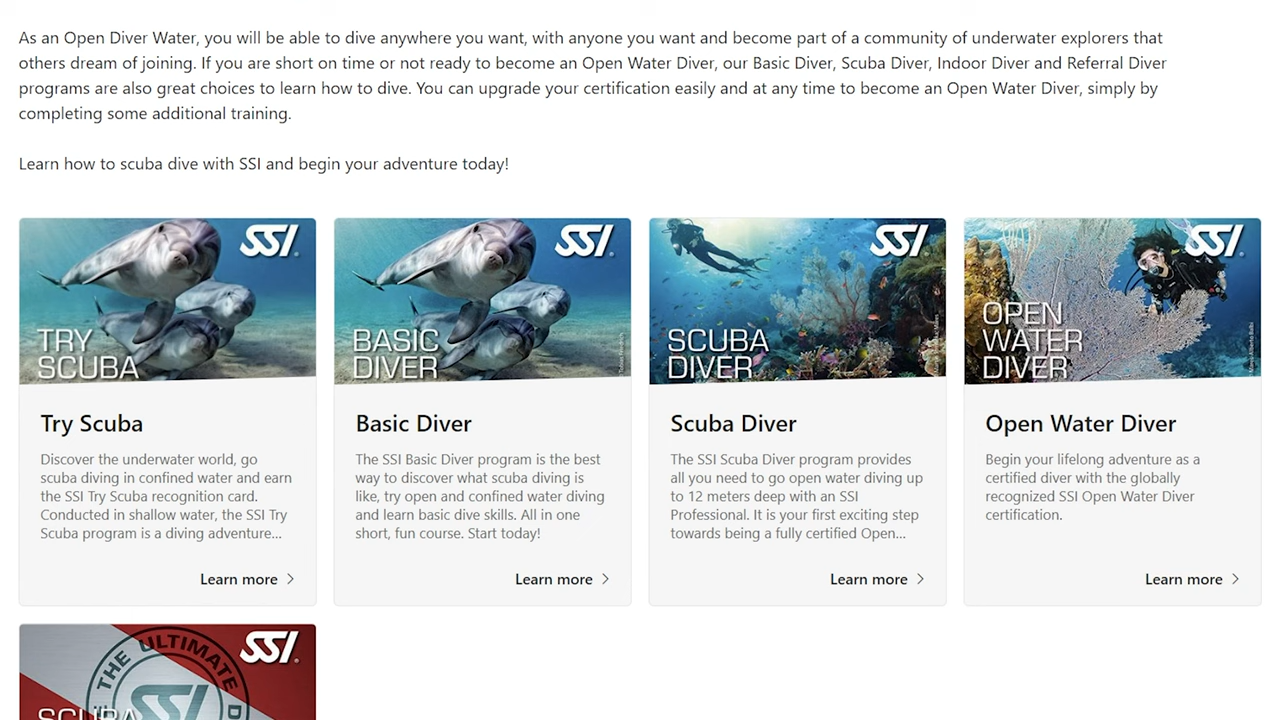 As an Open Diver Water, you will be able to dive anywhere you want, with anyone you want and become part of a community of underwater explorers that
others dream of joining. If you are short on time or not ready to become an Open Water Diver, our Basic Diver, Scuba Diver, Indoor Diver and Referral Diver
programs are also great choices to learn how to dive. You can upgrade your certification easily and at any time to become an Open Water Diver, simply by
completing some additional training.
Learn how to scuba dive with SSI and begin your adventure today!
SSI
TRY
SCUBA
Try Scuba
Discover the underwater world, go
scuba diving in confined water and earn
the SSI Try Scuba recognition card.
Conducted in shallow water, the SSI Try
Scuba program is a diving adventure...
Learn more
SSI
BASIC
DIVER
Basic Diver
The SSI Basic Diver program is the best
way to discover what scuba diving is
like, try open and confined water diving
and learn basic dive skills. All in one
short, fun course. Start today!
Learn more
SSI
SCUBA
DIVER
Scuba Diver
The SSI Scuba Diver program provides
all you need to go open water diving up
to 12 meters deep with an SSI
Professional. It is your first exciting step
towards being a fully certified Open...
Learn more
SSI
OPEN
WATER
DIVER
Open Water Diver
Begin your lifelong adventure as a
certified diver with the globally
recognized SSI Open Water Diver
certification.
Learn more
SSI
THE ULTIMATE
SSI
SCUBA